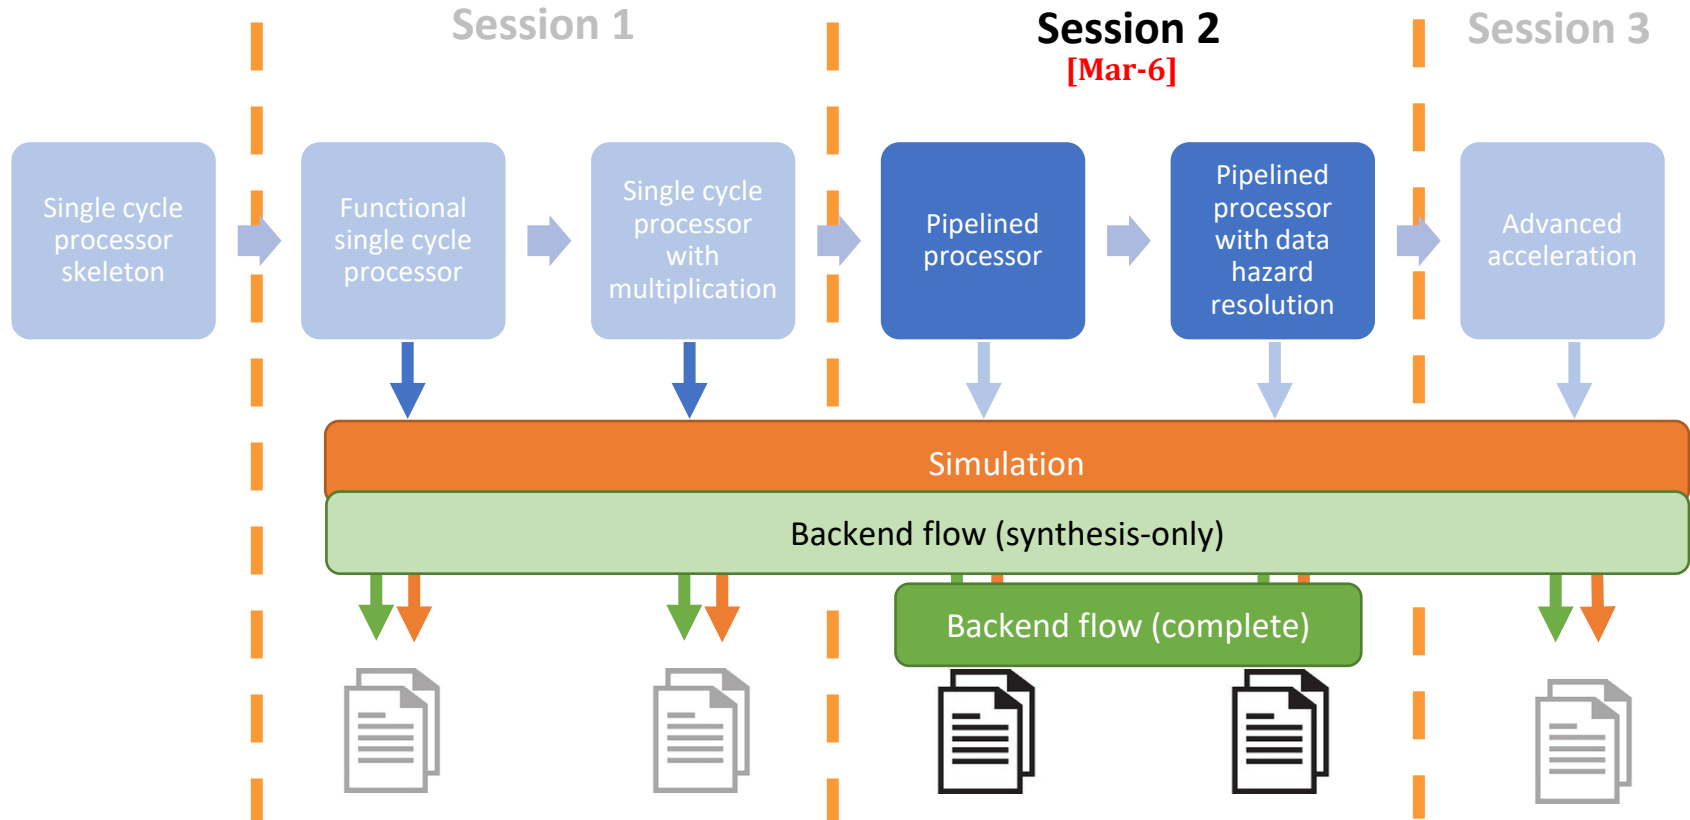 Session 1
Session 2
[Mar-6]
Session 3
Single cycle
processor
skeleton
Functional
single cycle
processor
Single cycle
processor
with
multiplication
Pipelined
processor
Pipelined
processor
with data
hazard
resolution
Advanced
acceleration
Simulation
Backend flow (synthesis-only)
Backend flow (complete)